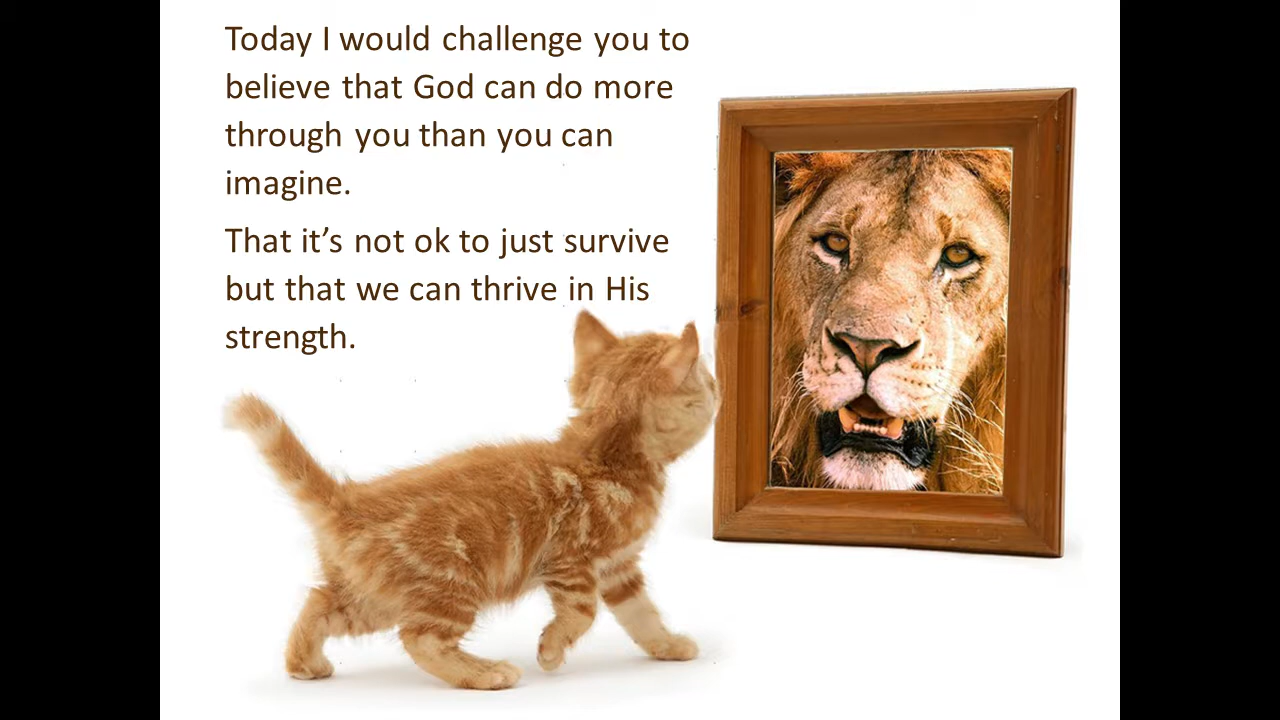 Today I would challenge you to
believe that God can do more
through you than you can
imagine.
That it’s not ok to just survive
but that we can thrive in His
strength.